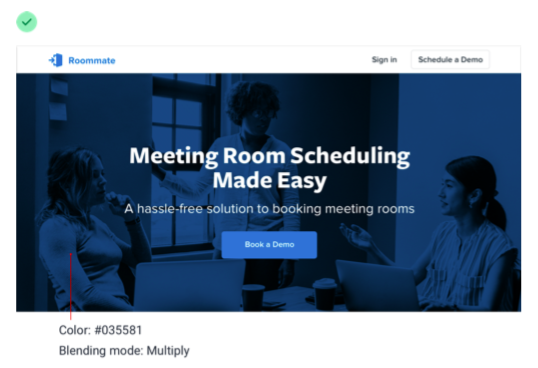 Roommate
Sign in
Schedule a Demo
Meeting Room Scheduling
Made Easy
A hassle-free solution to booking meeting rooms
Book a Demo
Color: #035581
Blending mode: Multiply